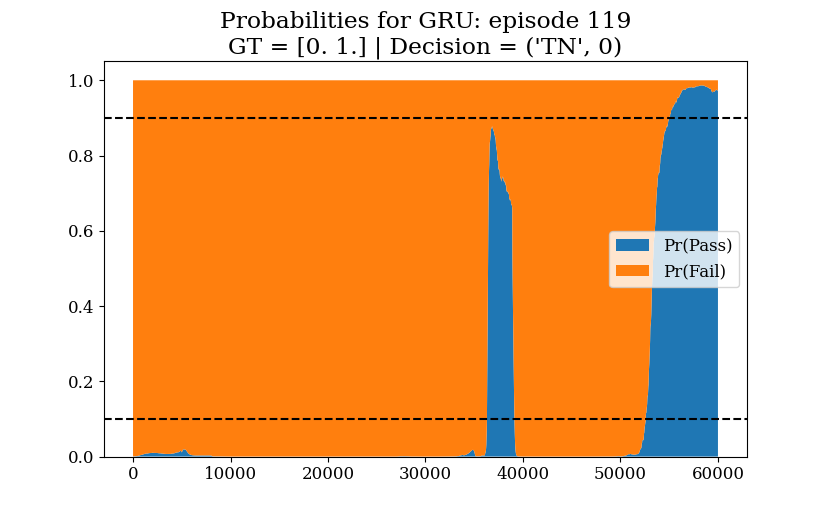 Probabilities for GRU: episode 119
GT = [0. 1.] | Decision = ('TN', 0)
1.0
0.8
0.6
0.4
0.2
0.0
Pr(Pass)
Pr(Fail)
0 10000 20000 30000 40000 50000 60000